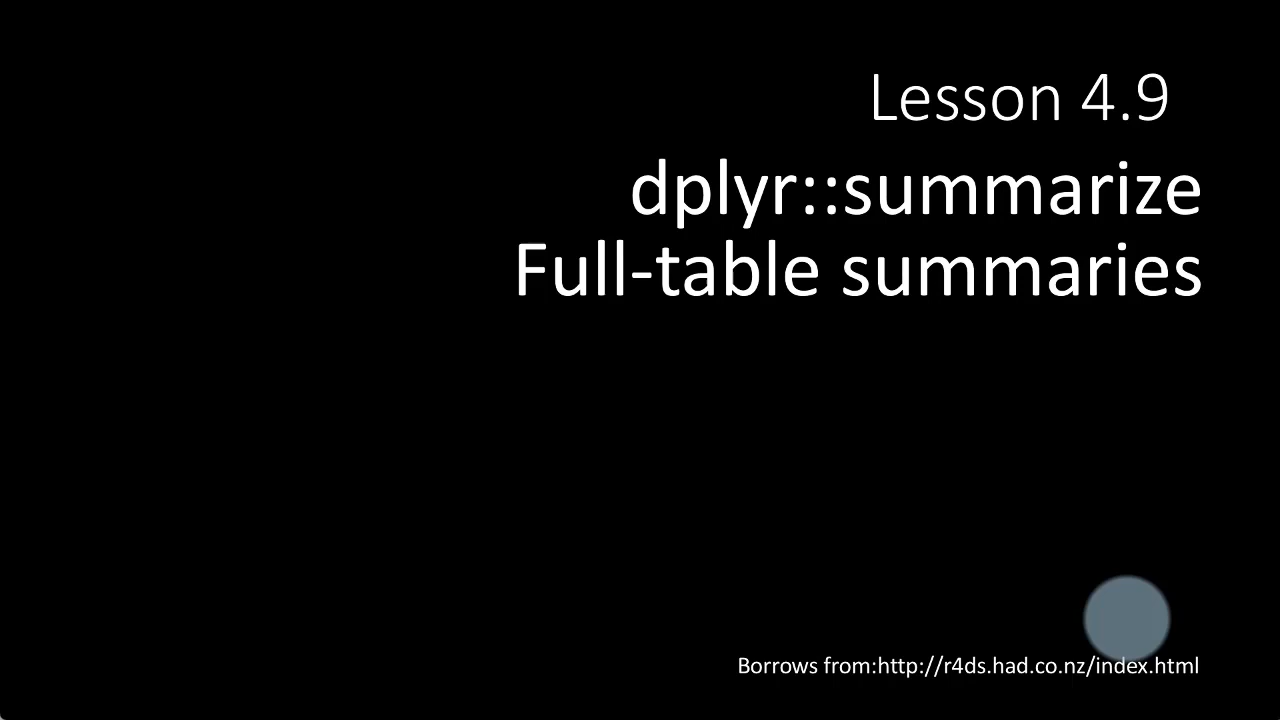 Lesson 4.9
dplyr::summarize
Full-table summaries
Borrows from:http://r4ds.had.co.nz/index.html